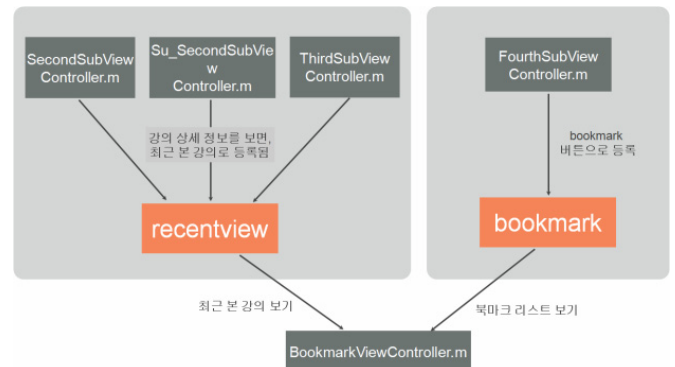 SecondSubView
Controller.m
Su_SecondSubVie
w
Controller.m
ThirdSubView
Controller.m
FourthSubView
Controller.m
강의 상세 정보를 보면,
최근 본 강의로 등록됨
bookmark
버튼으로 등록
recentview
bookmark
최근 본 강의 보기
북마크 리스트 보기
BookmarkViewController.m